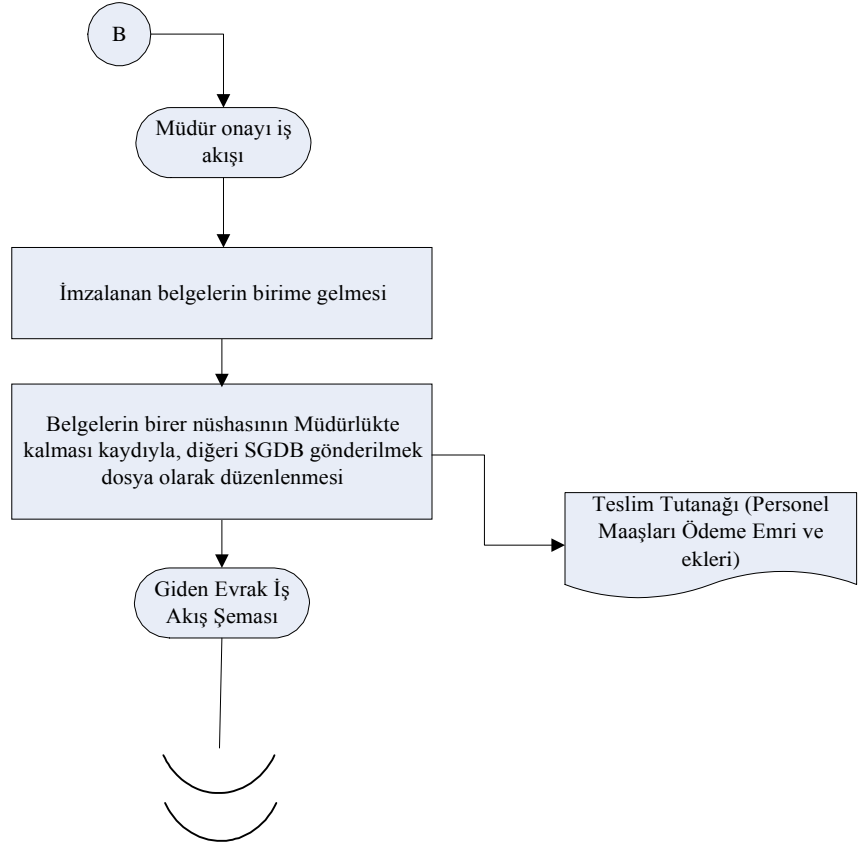 B
Müdür onayı iş
akışı
İmzalanan belgelerin birime gelmesi
Belgelerin birer nüshasının Müdürlükte
kalması kaydıyla, diğeri SGDB gönderilmek
dosya olarak düzenlenmesi
Teslim Tutanağı (Personel
Maaşları Ödeme Emri ve
ekleri)
Giden Evrak İş
Akış Şeması